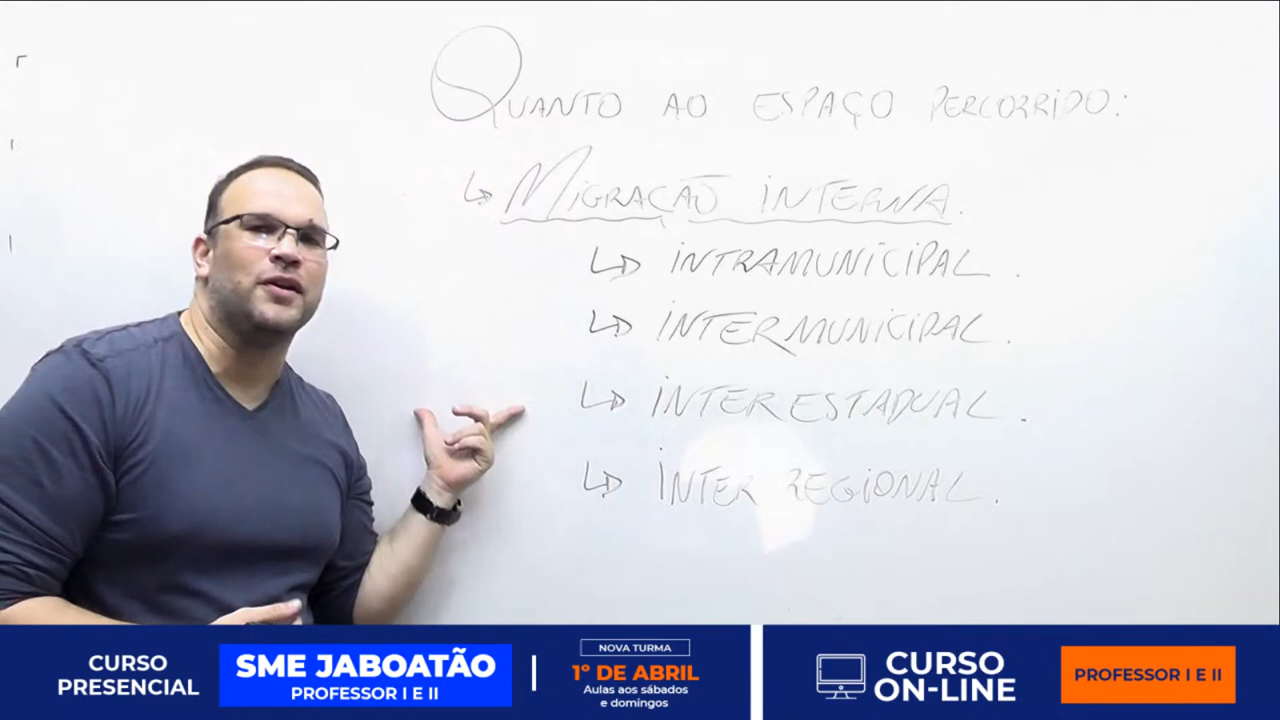 QUANTO AO ESPAÇO PERCORRIDO:
↳ MIGRAÇÃO INTERNA.
↳ INTRAMUNICIPAL.
↳ INTERMUNICIPAL.
↳ INTERESTADUAL.
↳ INTER REGIONAL.
CURSO
PRESENCIAL
SME JABOATÃO
PROFESSOR I E II
NOVA TURMA
1º DE ABRIL
Aulas aos sábados
e domingos
CURSO
ON-LINE
PROFESSOR I E II